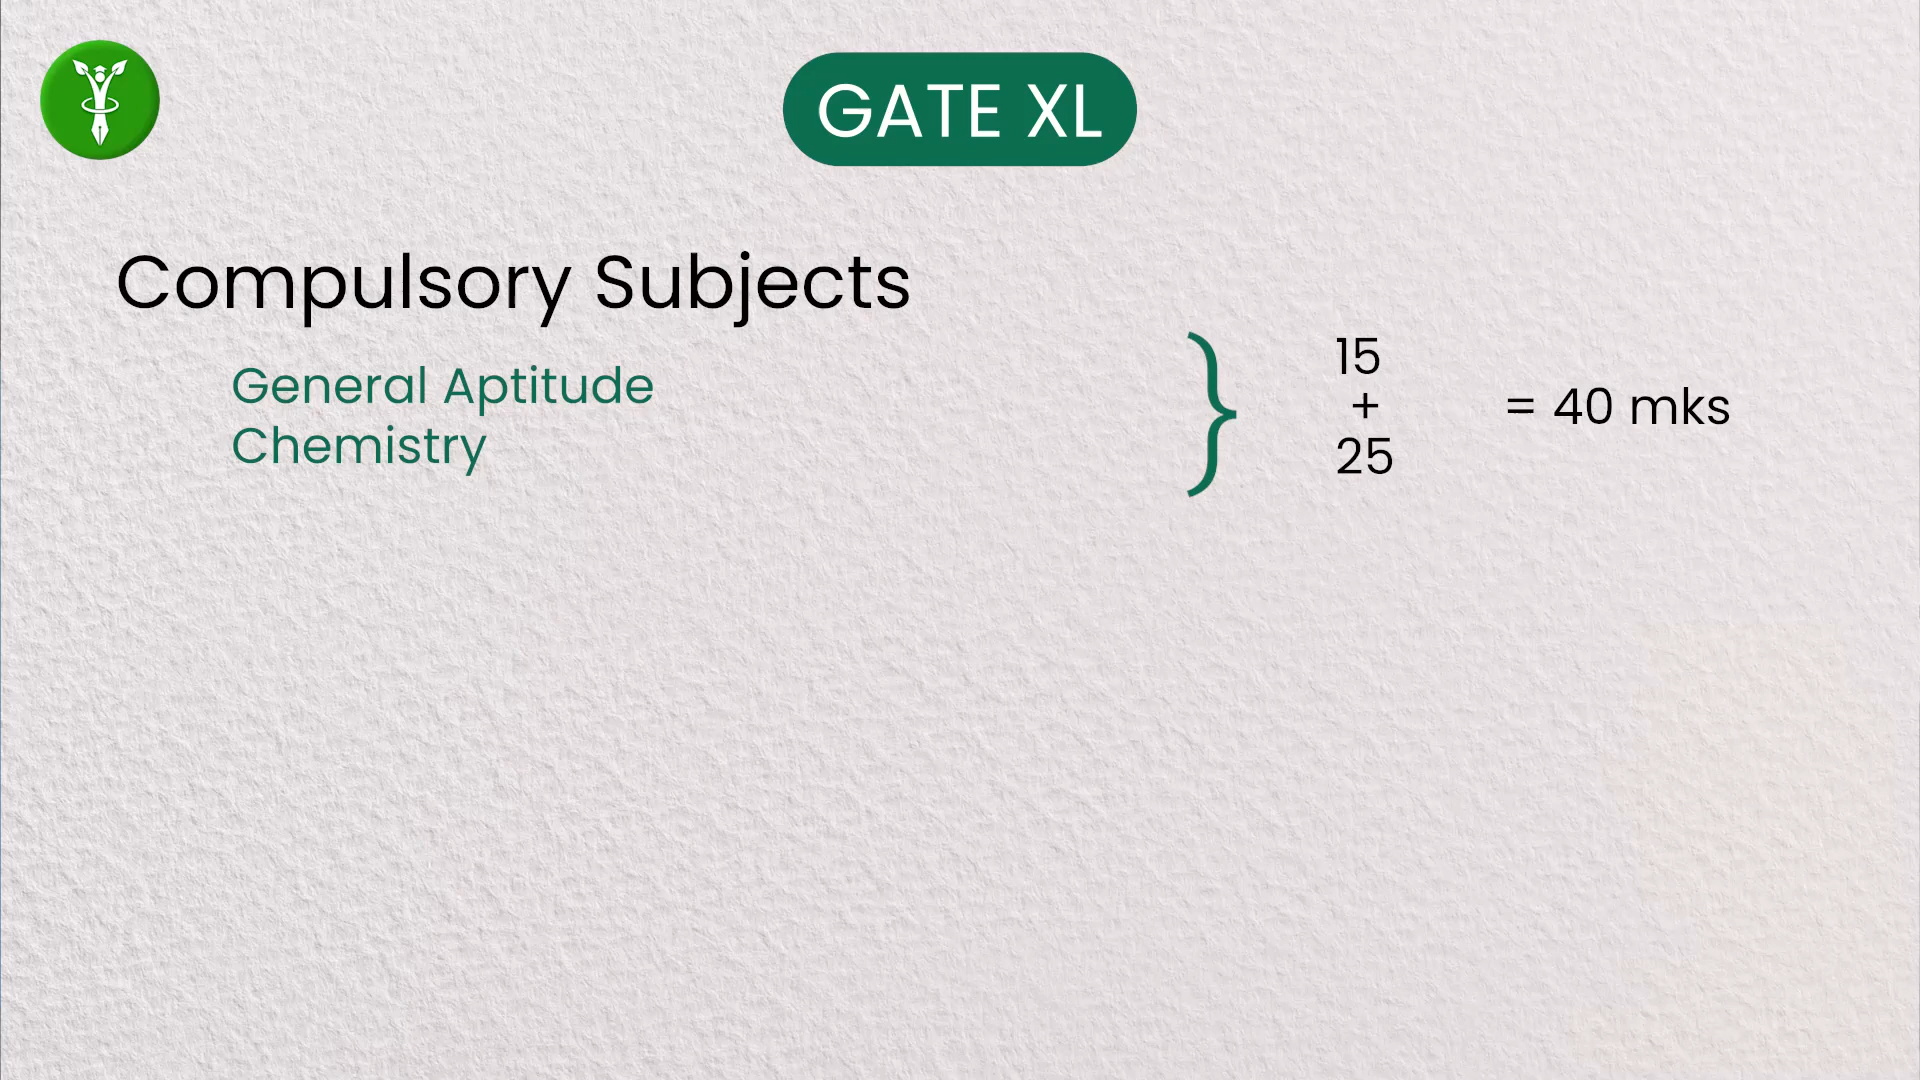 GATE XL
Compulsory Subjects
General Aptitude
Chemistry
15
+
25
= 40 mks